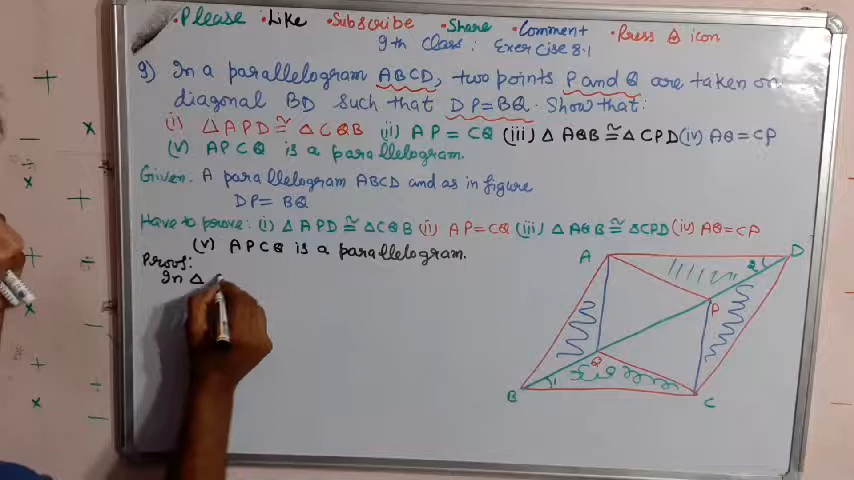 •Please •Like •Subscribe •Share •Comment •Press icon
9th Class: Exercise 8.1
9) In a parallelogram ABCD, two points P and Q are taken on
diagonal BD such that DP=BQ. Show that:
(i) △APD ≅ △CQB (ii) AP = CQ (iii) △AQB ≅ △CPD (iv) AQ=CP
(v) APCQ is a parallelogram.
Given: A parallelogram ABCD and as in figure
DP= BQ
Have to prove: (i) △APD ≅ △CQB (ii) AP=CQ (iii) △AQB ≅ △CPD (iv) AQ=CP
(v) APCQ is a parallelogram.
Proof:
In △
A
D
2
P
Q
1
B
C